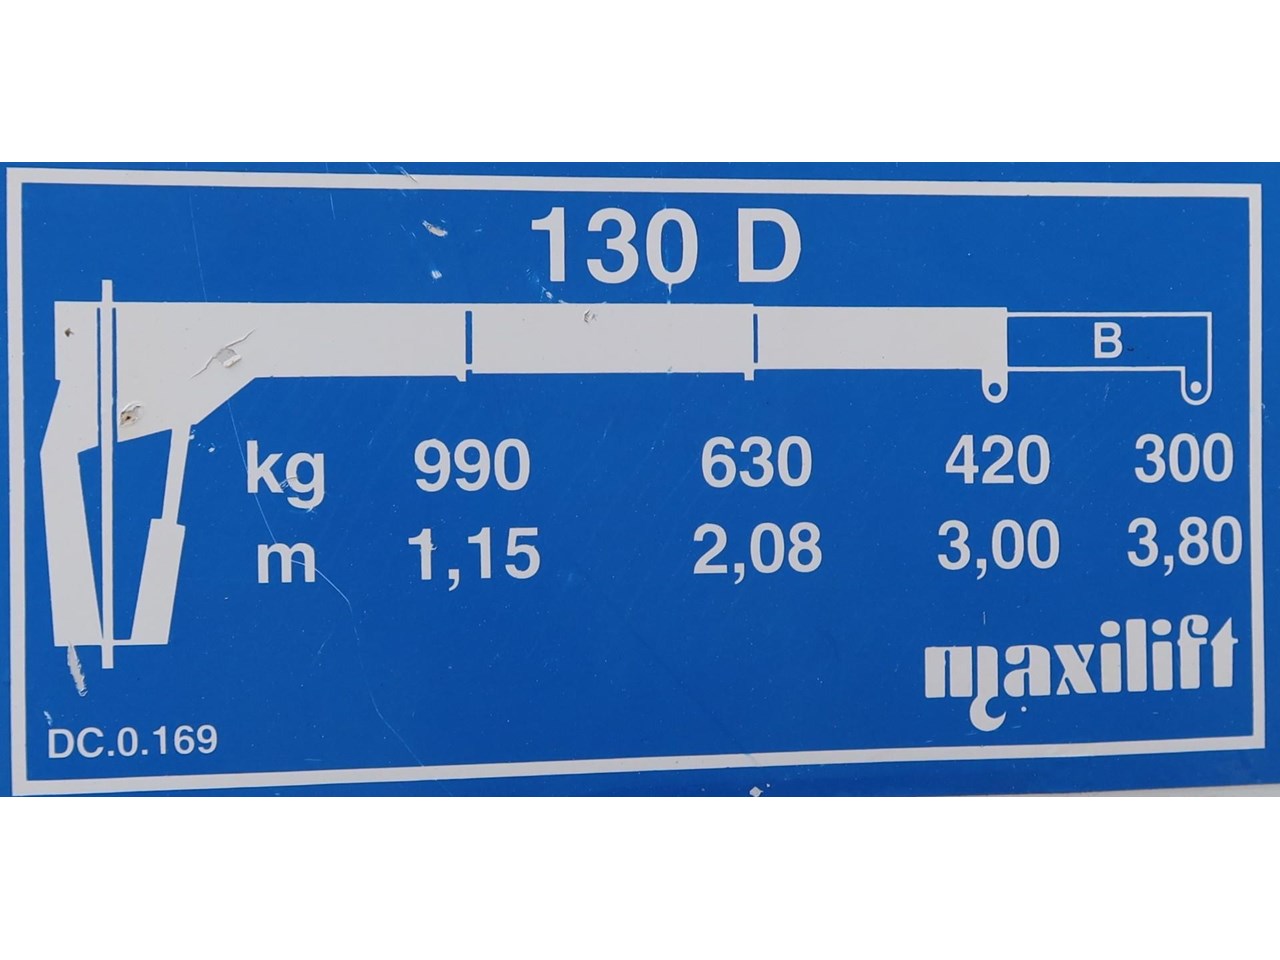 130 D
B
kg 990 630 420 300
m 1,15 2,08 3,00 3,80
maxilift
DC.0.169